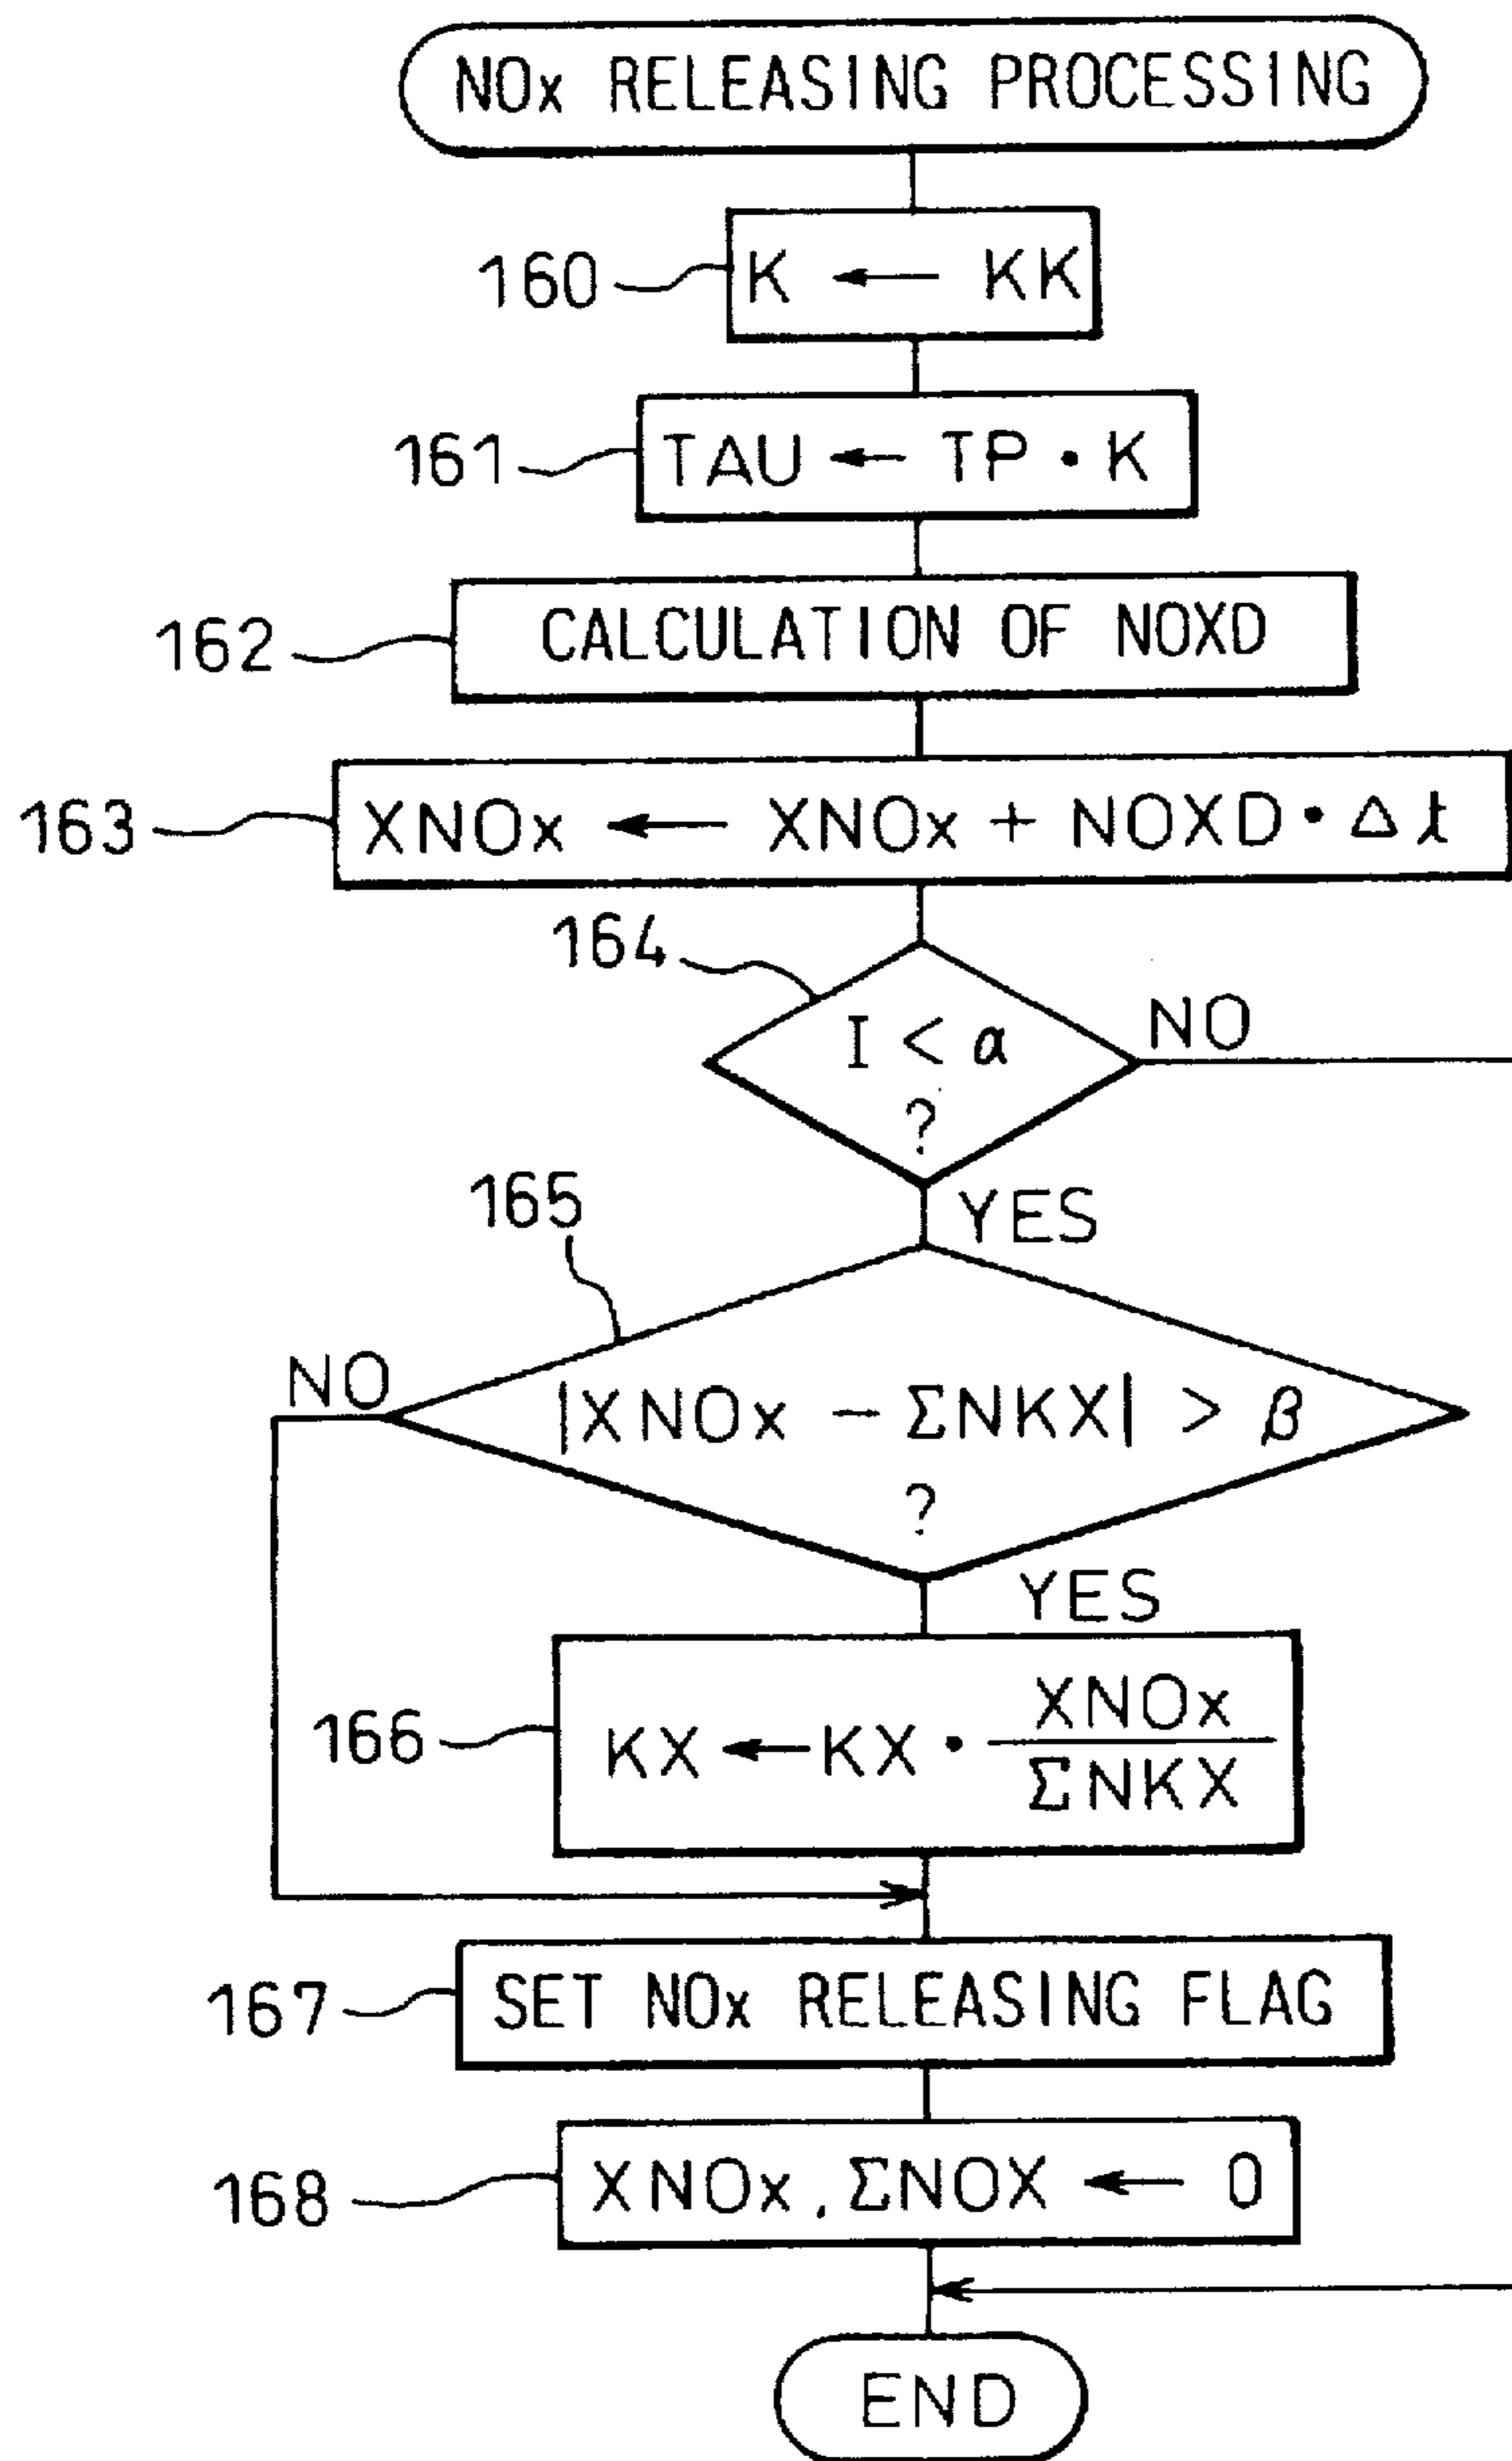 NOx RELEASING PROCESSING
160
K ← KK
161
TAU ← TP · K
162
CALCULATION OF NOXD
163
XNOx ← XNOx + NOXD · Δt
164
I < α
?
NO
YES
165
NO
|XNOx - ΣNKX| > β
?
YES
166
KX ← KX · XNOx
ΣNKX
167
SET NOx RELEASING FLAG
168
XNOx, ΣNOX ← 0
END